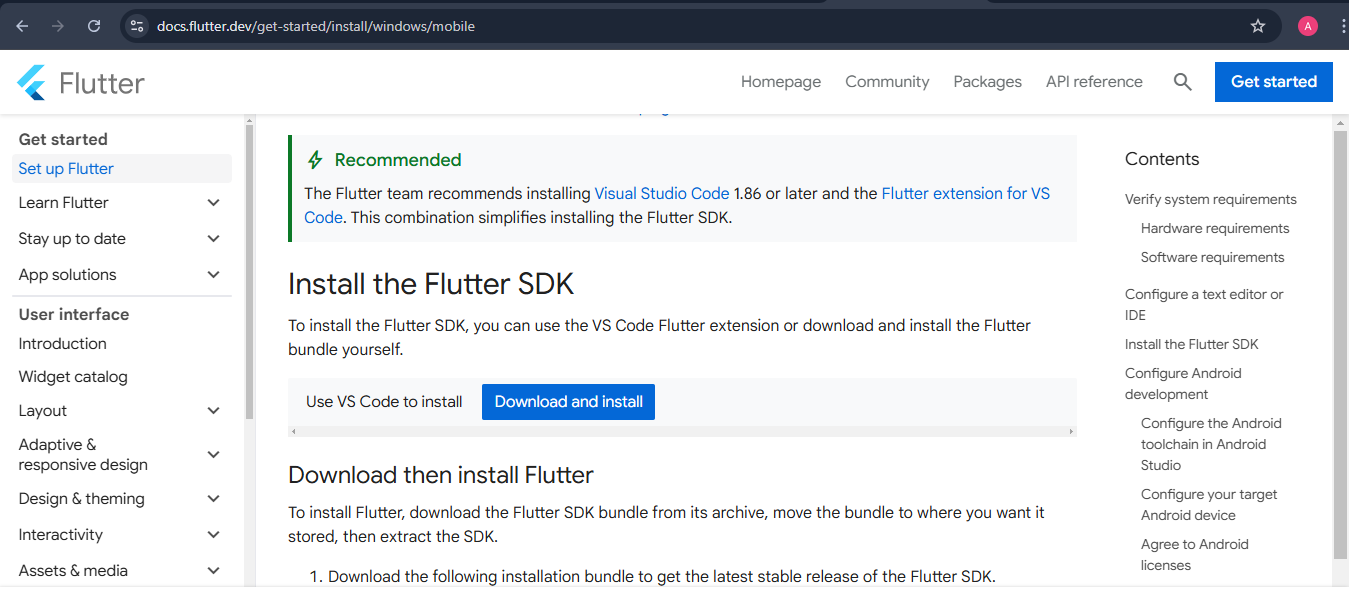 docs.flutter.dev/get-started/install/windows/mobile
A
Flutter
Homepage
Community
Packages
API reference
Get started
Get started
Set up Flutter
Learn Flutter
Stay up to date
App solutions
User interface
Introduction
Widget catalog
Layout
Adaptive &
responsive design
Design & theming
Interactivity
Assets & media
Recommended
The Flutter team recommends installing Visual Studio Code 1.86 or later and the Flutter extension for VS
Code. This combination simplifies installing the Flutter SDK.
Install the Flutter SDK
To install the Flutter SDK, you can use the VS Code Flutter extension or download and install the Flutter
bundle yourself.
Use VS Code to install
Download and install
Download then install Flutter
To install Flutter, download the Flutter SDK bundle from its archive, move the bundle to where you want it
stored, then extract the SDK.
1. Download the following installation bundle to get the latest stable release of the Flutter SDK.
Contents
Verify system requirements
Hardware requirements
Software requirements
Configure a text editor or
IDE
Install the Flutter SDK
Configure Android
development
Configure the Android
toolchain in Android
Studio
Configure your target
Android device
Agree to Android
licenses